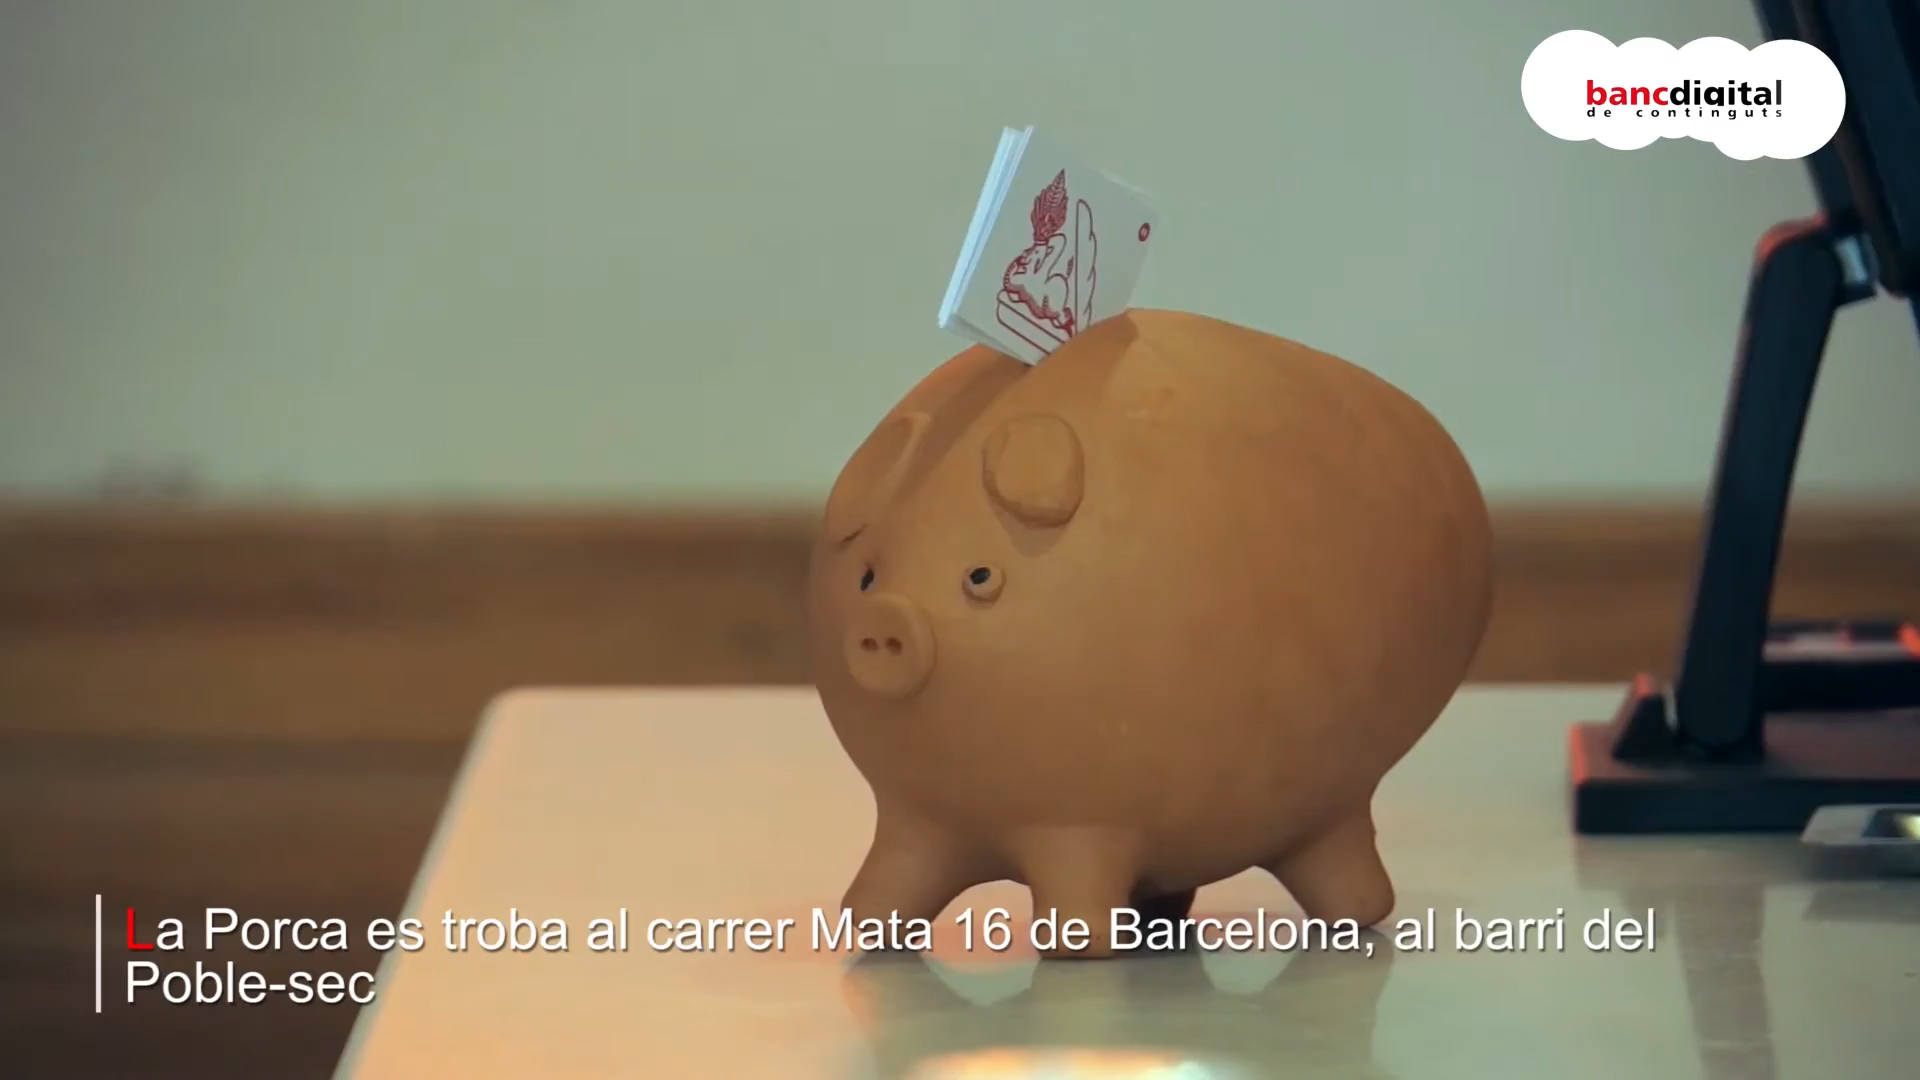 bancdigital
de continguts
La Porca es troba al carrer Mata 16 de Barcelona, al barri del
Poble-sec